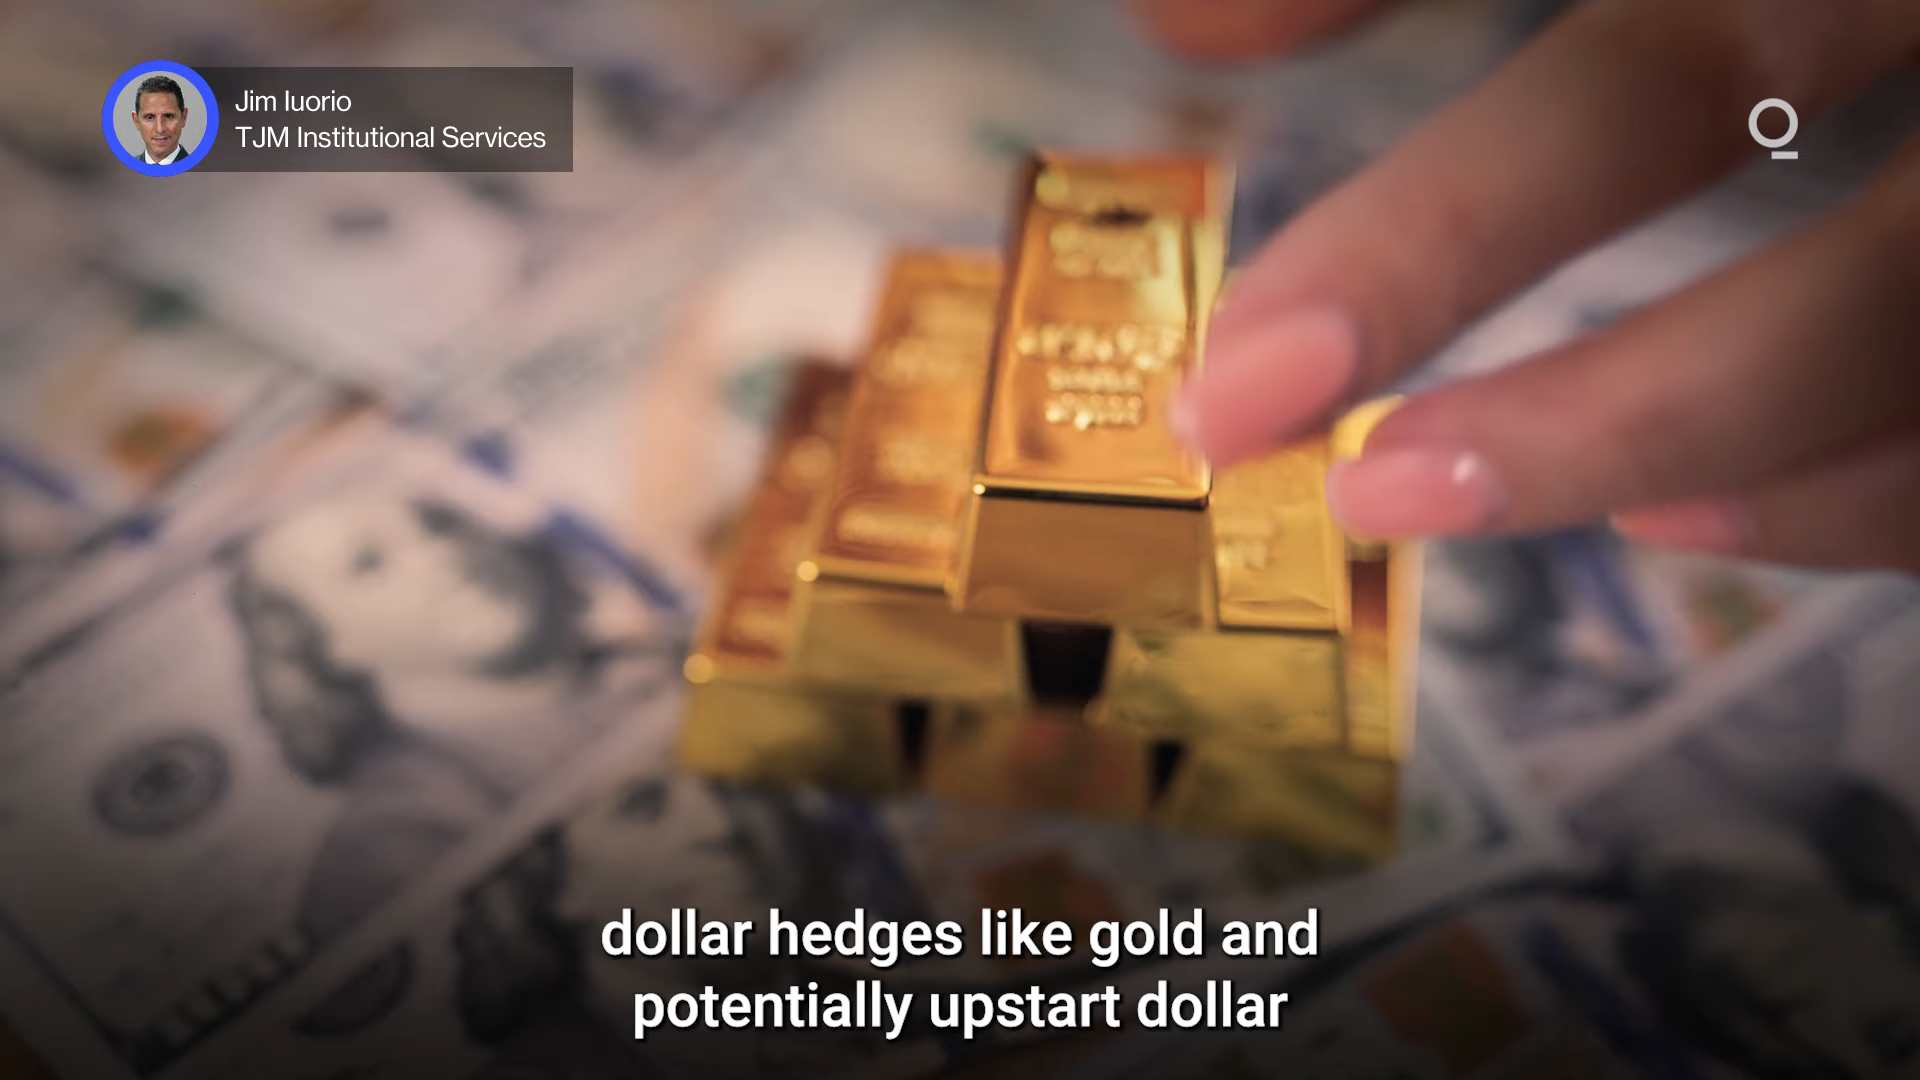 Jim Iuorio
TJM Institutional Services
dollar hedges like gold and
potentially upstart dollar